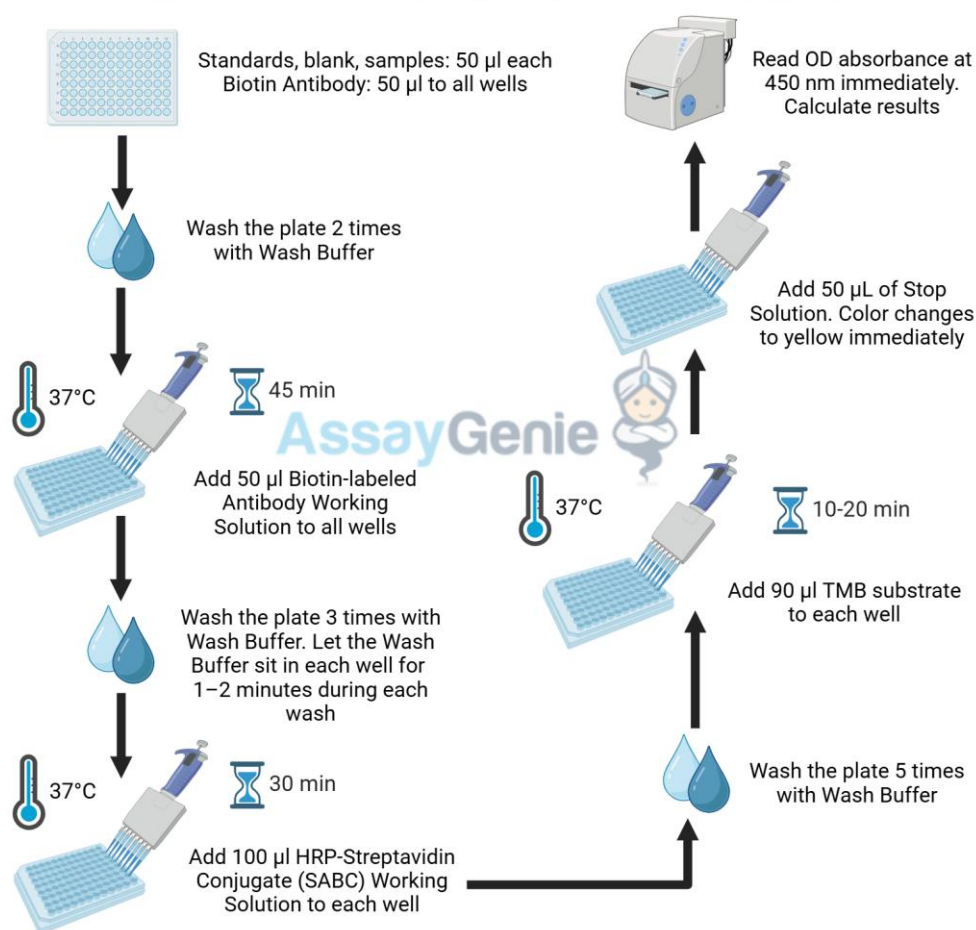 Standards, blank, samples: 50 µl each
Biotin Antibody: 50 µl to all wells
Wash the plate 2 times
with Wash Buffer
37°C
45 min
Add 50 µl Biotin-labeled
Antibody Working
Solution to all wells
Wash the plate 3 times with
Wash Buffer. Let the Wash
Buffer sit in each well for
1–2 minutes during each
wash
37°C
30 min
Add 100 µl HRP-Streptavidin
Conjugate (SABC) Working
Solution to each well
Wash the plate 5 times
with Wash Buffer
37°C
10-20 min
Add 90 µl TMB substrate
to each well
Add 50 µL of Stop
Solution. Color changes
to yellow immediately
Read OD absorbance at
450 nm immediately.
Calculate results
AssayGenie